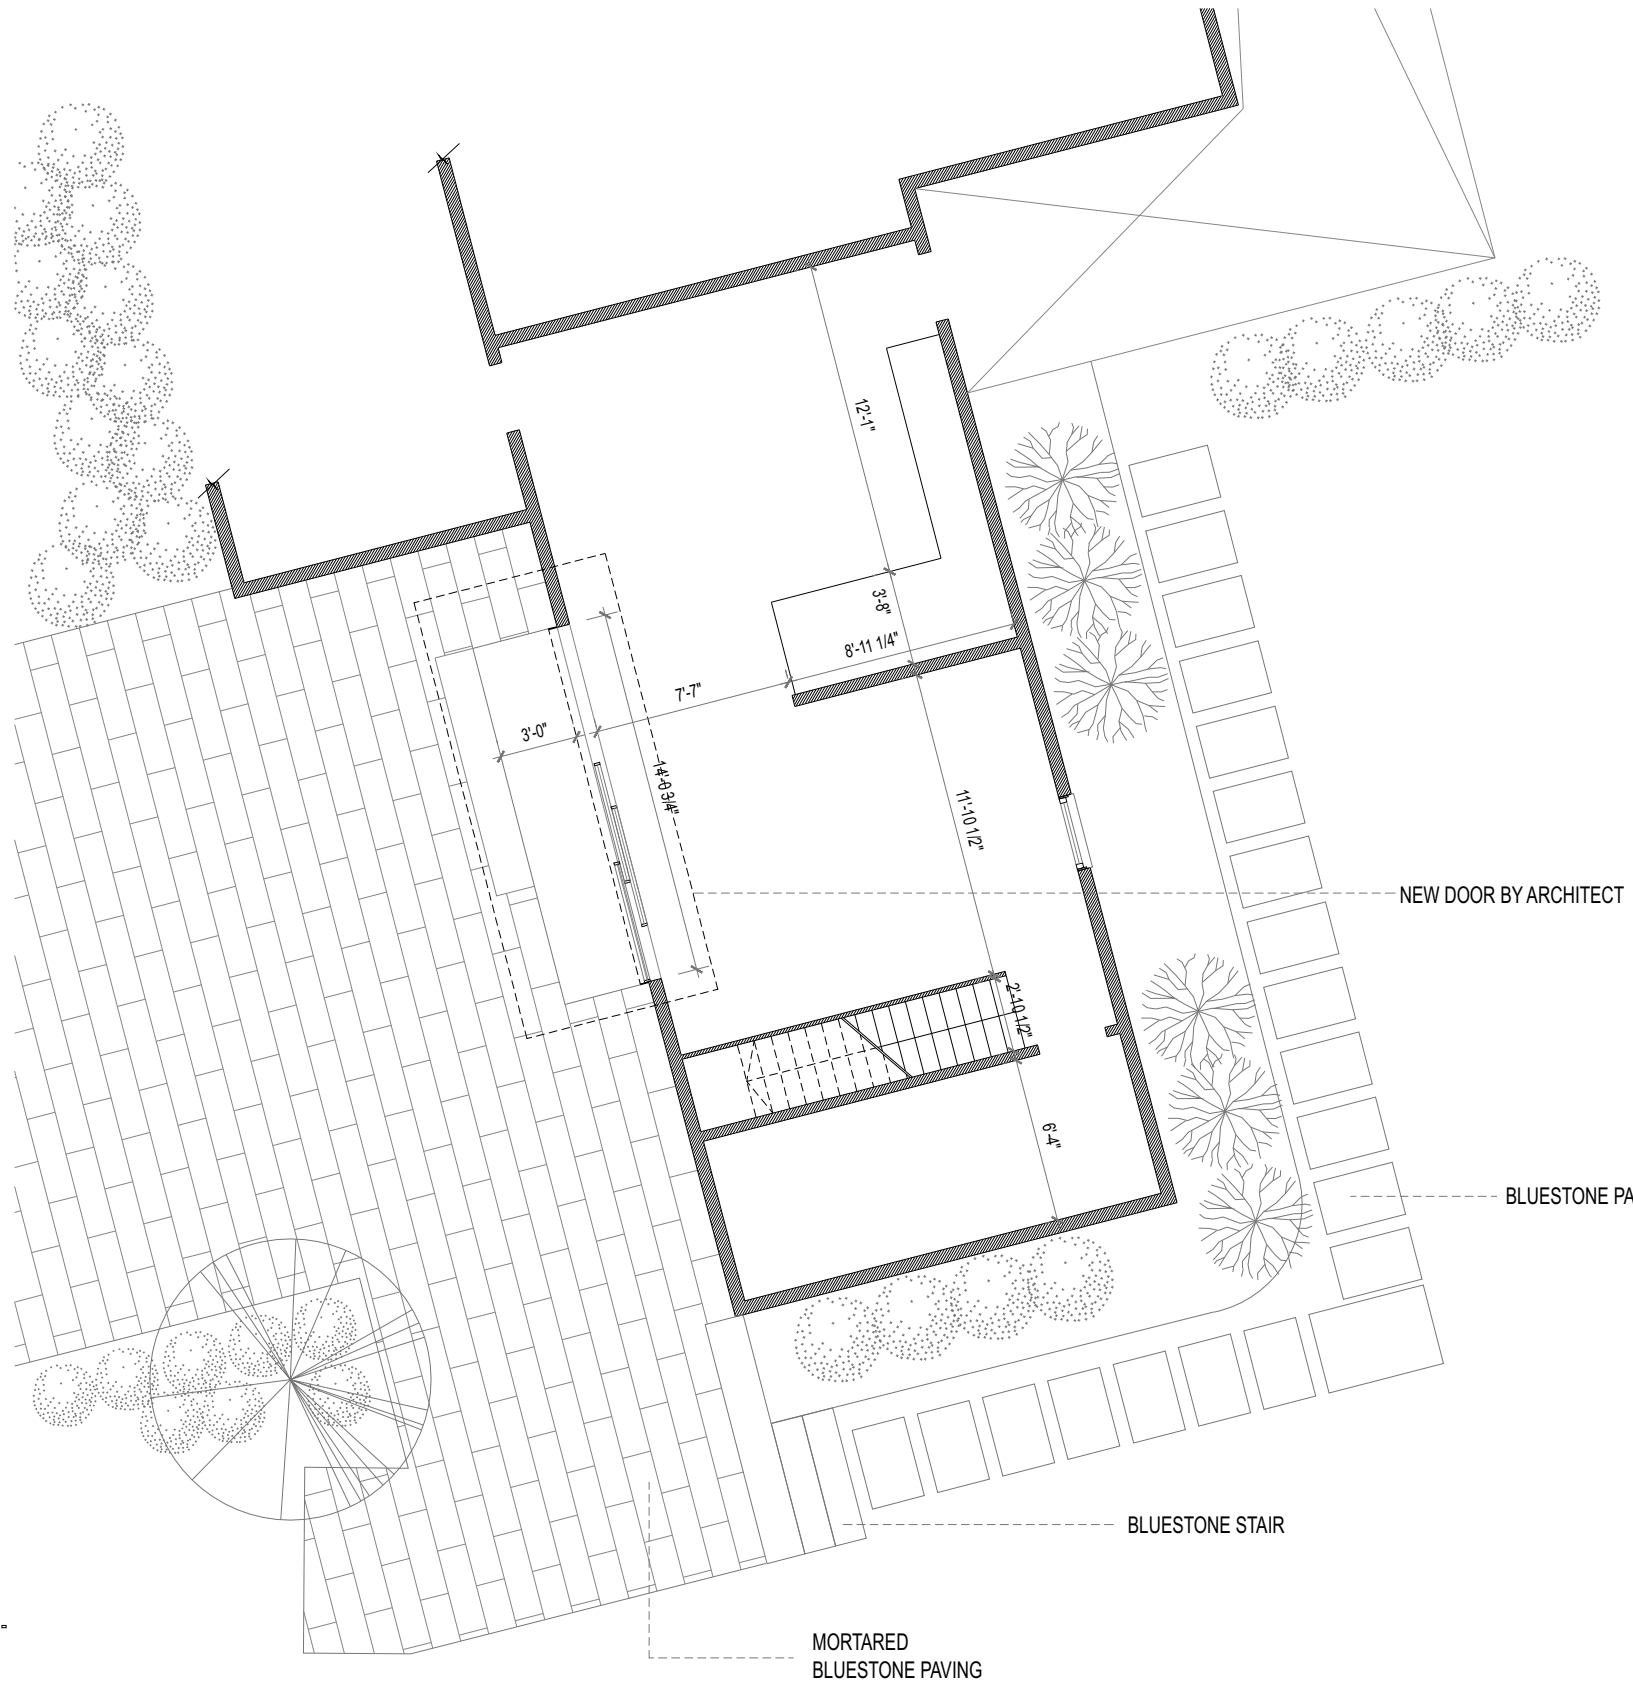 12'-1"
3'-8"
8'-11 1/4"
7'-7"
3'-0"
14'-0 3/4"
11'-10 1/2"
NEW DOOR BY ARCHITECT
2'-10 1/2"
6'-4"
BLUESTONE PA
BLUESTONE STAIR
MORTARED
BLUESTONE PAVING